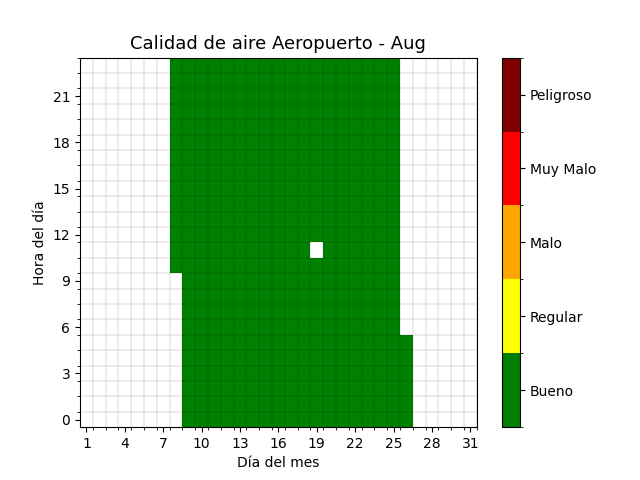 Calidad de aire Aeropuerto - Aug
Hora del día
21
18
15
12
9
6
3
0
1 4 7 10 13 16 19 22 25 28 31
Día del mes
Peligroso
Muy Malo
Malo
Regular
Bueno